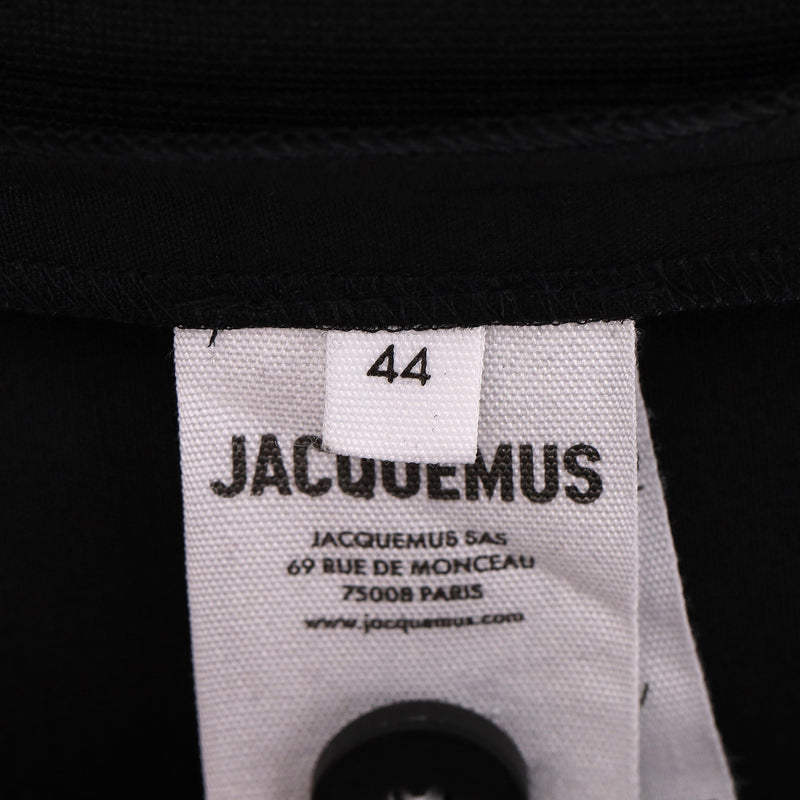 44
JACQUEMUS
JACQUEMUS SAS
69 RUE DE MONCEAU
75008 PARIS
www.jacquemus.com